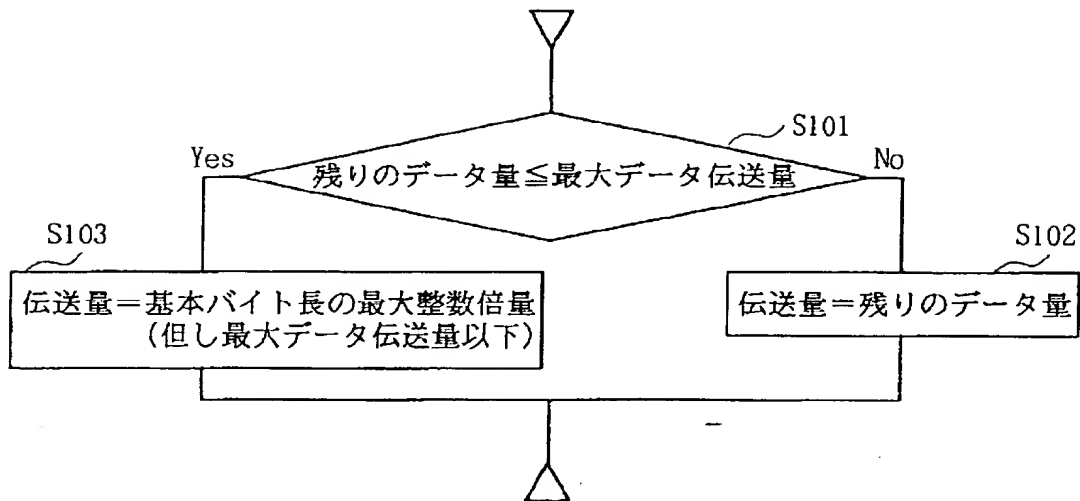 S101
Yes
残りのデータ量≦最大データ伝送量
No
S103
伝送量=基本バイト長の最大整数倍量
(但し最大データ伝送量以下)
S102
伝送量=残りのデータ量